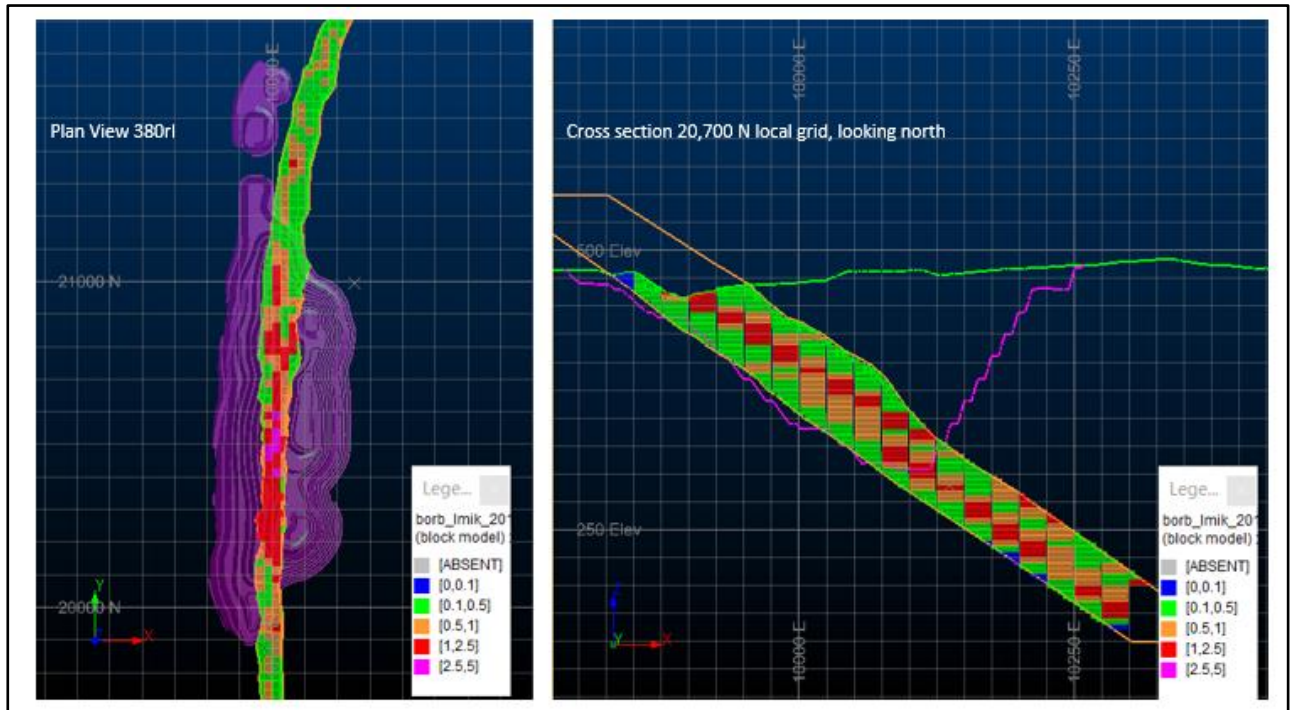 10000 E
Plan View 380rl
21000 N
20000 N
Y
X
Lege...
borb_lmik_201
(block model) :
[ABSENT]
[0,0.1]
[0.1,0.5]
[0.5,1]
[1,2.5]
[2.5,5]
10000 E
10250 E
Cross section 20,700 N local grid, looking north
500 Elev
250 Elev
10000 E
10250 E
Y
X
Lege...
borb_lmik_201
(block model) :
[ABSENT]
[0,0.1]
[0.1,0.5]
[0.5,1]
[1,2.5]
[2.5,5]